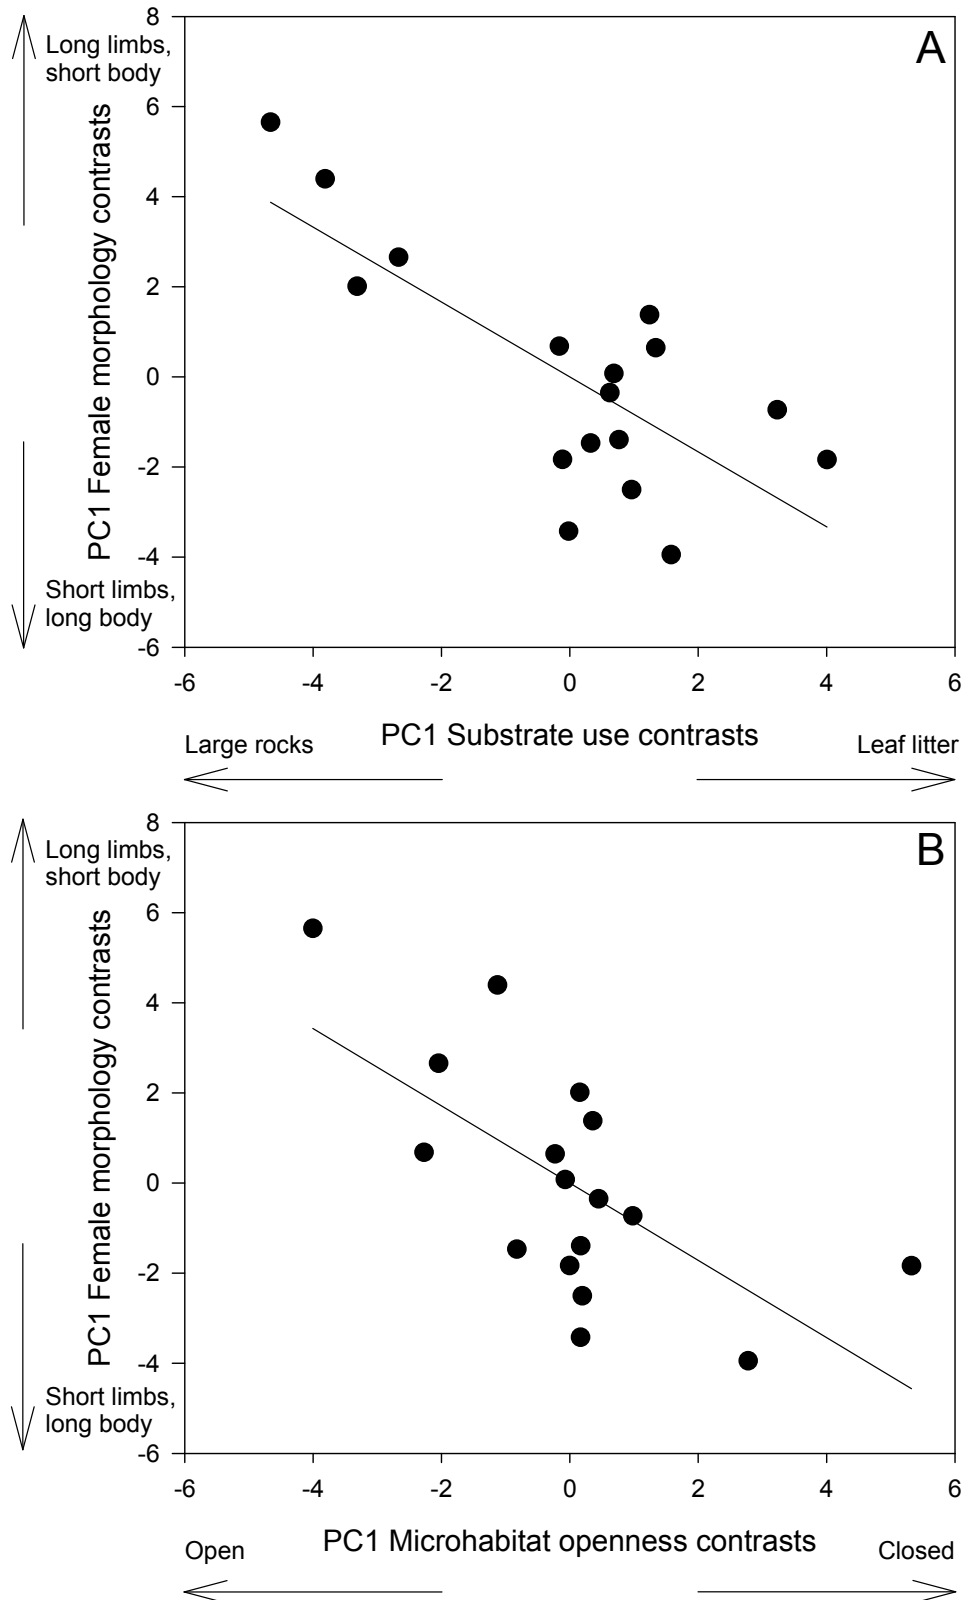 8
A
Long limbs,
short body
6
4
2
0
-2
-4
-6
PC1 Female morphology contrasts
Short limbs,
long body
-6 -4 -2 0 2 4 6
Large rocks PC1 Substrate use contrasts Leaf litter
8
B
Long limbs,
short body
6
4
2
0
-2
-4
-6
PC1 Female morphology contrasts
Short limbs,
long body
-6 -4 -2 0 2 4 6
Open PC1 Microhabitat openness contrasts Closed